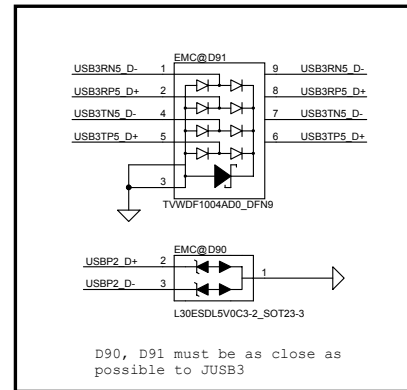 EMC@D91
USB3RN5_D- 1 9 USB3RN5_D-
USB3RP5_D+ 2 8 USB3RP5_D+
USB3TN5_D- 4 7 USB3TN5_D-
USB3TP5_D+ 5 6 USB3TP5_D+
3
TVWDF1004AD0_DFN9
EMC@D90
USBP2_D+ 2
1
USBP2_D- 3
L30ESDL5V0C3-2_SOT23-3
D90, D91 must be as close as
possible to JUSB3